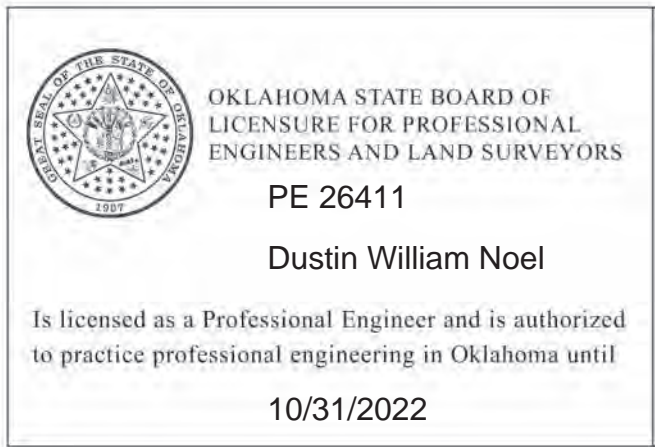 GREAT SEAL OF THE STATE OF OKLAHOMA
1907
OKLAHOMA STATE BOARD OF
LICENSURE FOR PROFESSIONAL
ENGINEERS AND LAND SURVEYORS
PE 26411
Dustin William Noel
Is licensed as a Professional Engineer and is authorized
to practice professional engineering in Oklahoma until
10/31/2022